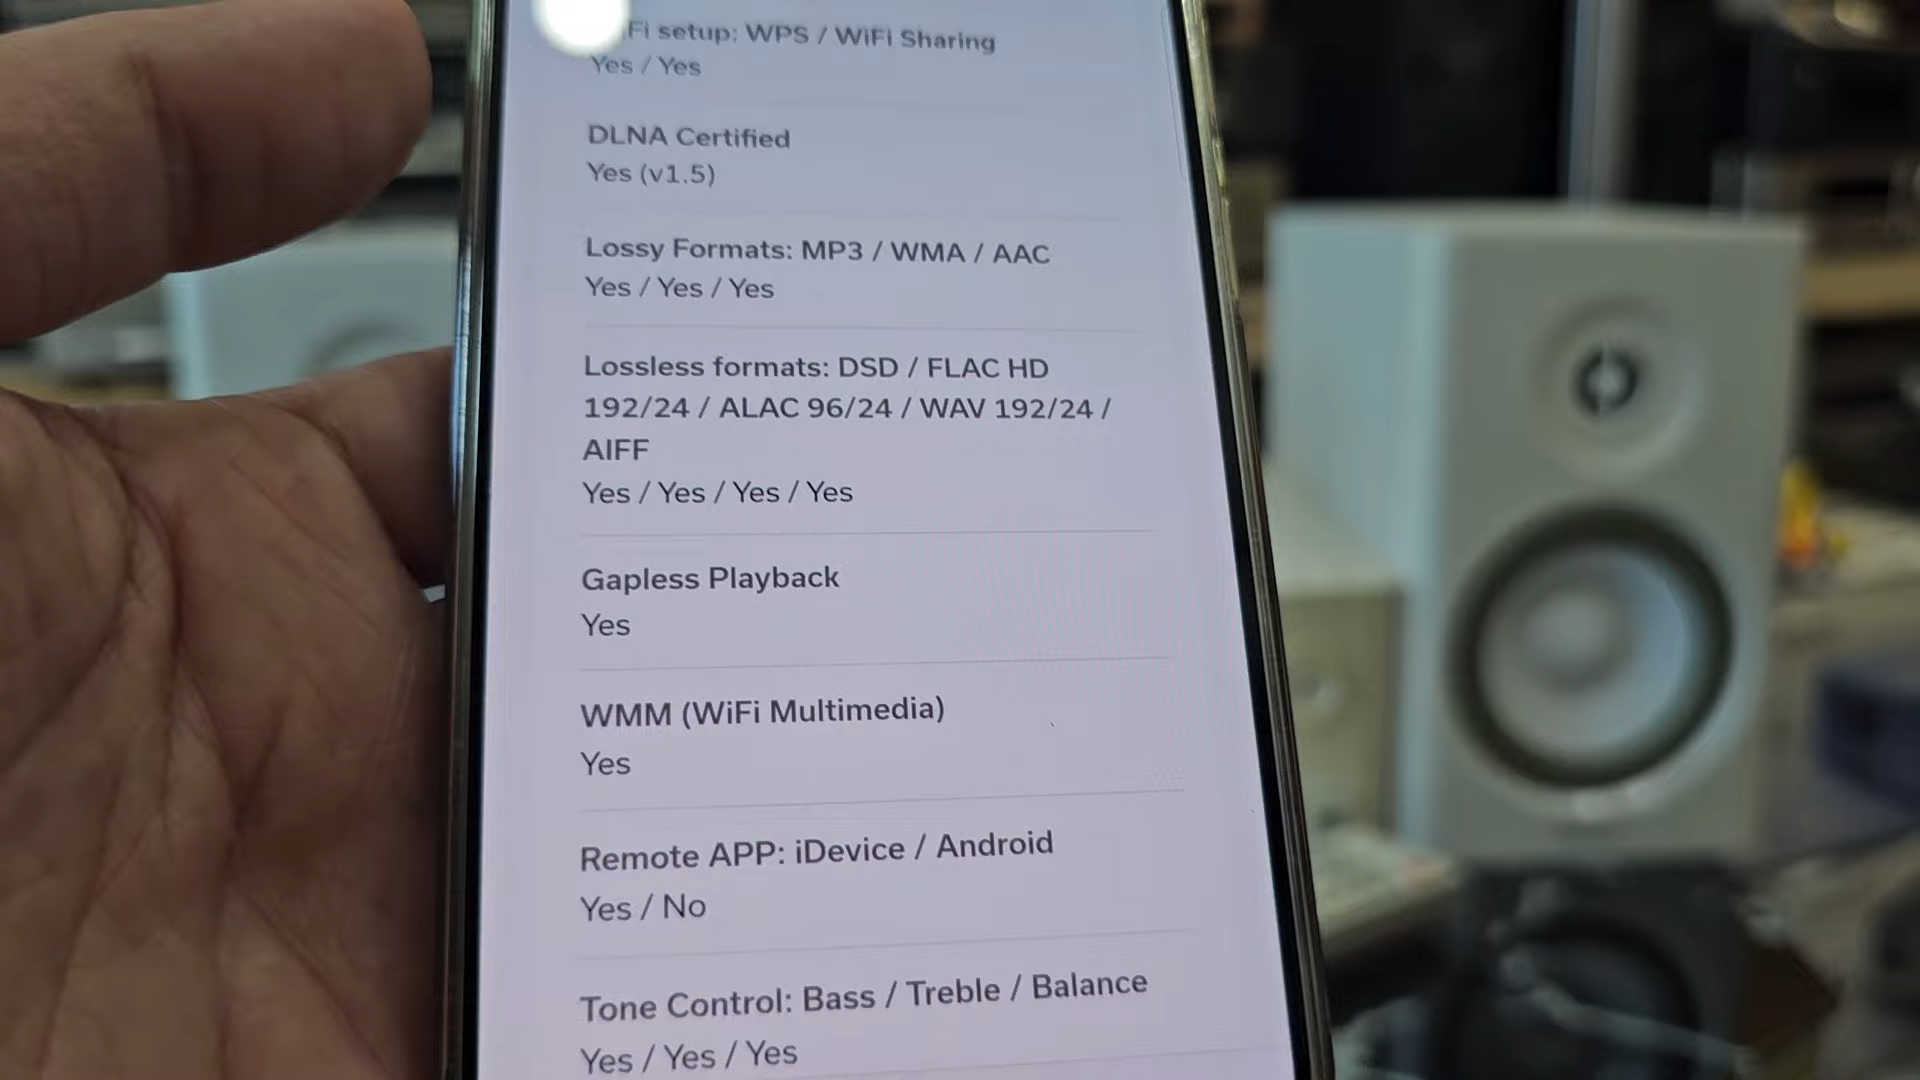 Fi setup: WPS / WiFi Sharing
Yes / Yes
DLNA Certified
Yes (v1.5)
Lossy Formats: MP3 / WMA / AAC
Yes / Yes / Yes
Lossless formats: DSD / FLAC HD
192/24 / ALAC 96/24 / WAV 192/24 /
AIFF
Yes / Yes / Yes / Yes
Gapless Playback
Yes
WMM (WiFi Multimedia)
Yes
Remote APP: iDevice / Android
Yes / No
Tone Control: Bass / Treble / Balance
Yes / Yes / Yes